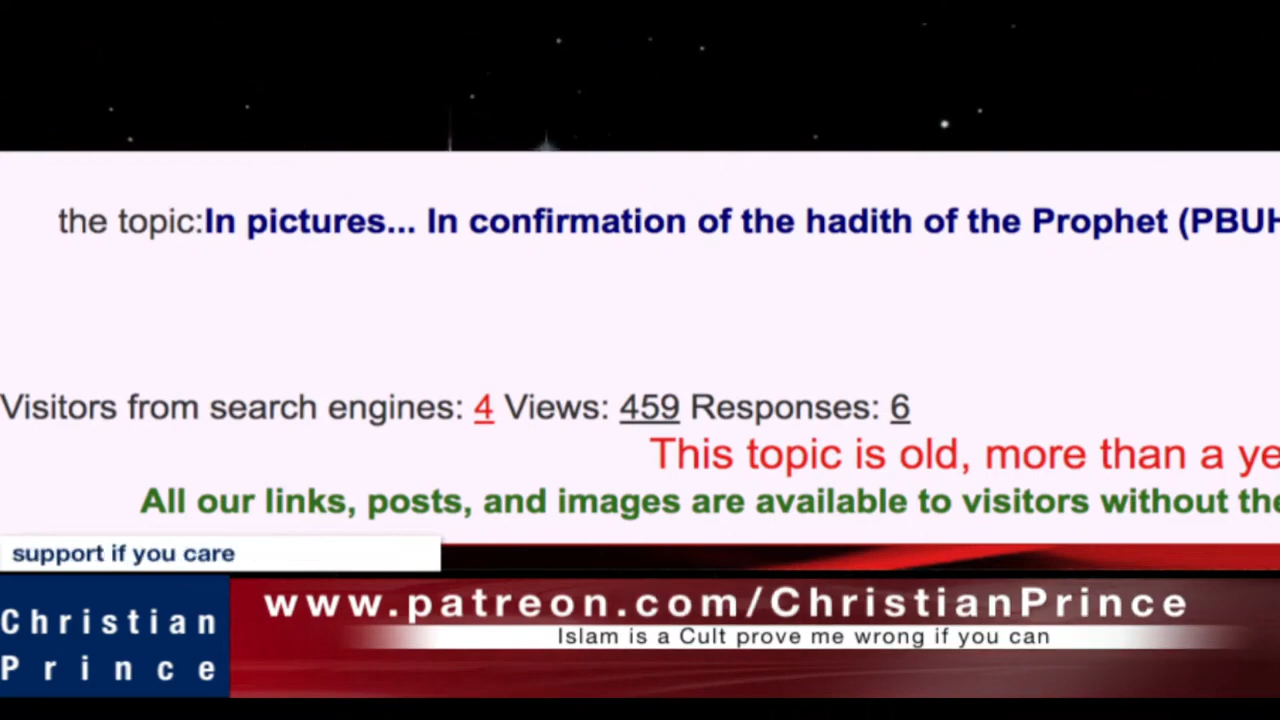 the topic:In pictures... In confirmation of the hadith of the Prophet (PBUH
Visitors from search engines: 4 Views: 459 Responses: 6
This topic is old, more than a ye
All our links, posts, and images are available to visitors without the
support if you care
Christian
Prince
www.patreon.com/ChristianPrince
Islam is a Cult prove me wrong if you can